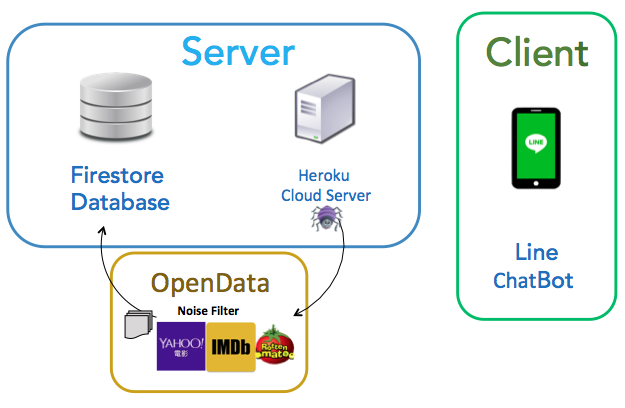 Server
Client
Firestore
Database
Heroku
Cloud Server
LINE
Line
ChatBot
OpenData
Noise Filter
YAHOO!
電影
IMDb
Rotten
Tomatoes